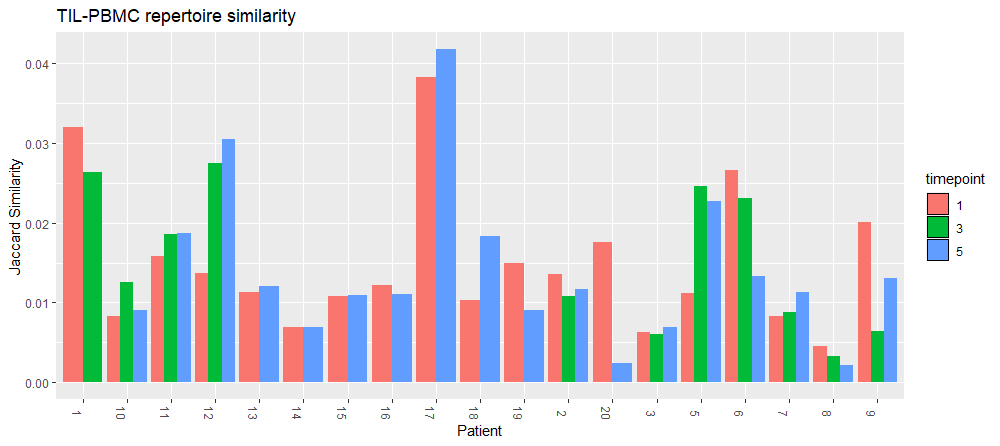 TIL-PBMC repertoire similarity
Jaccard Similarity
0.04
0.03
0.02
0.01
0.00
1 10 11 12 13 14 15 16 17 18 19 2 20 3 5 6 7 8 9
Patient
timepoint
1
3
5